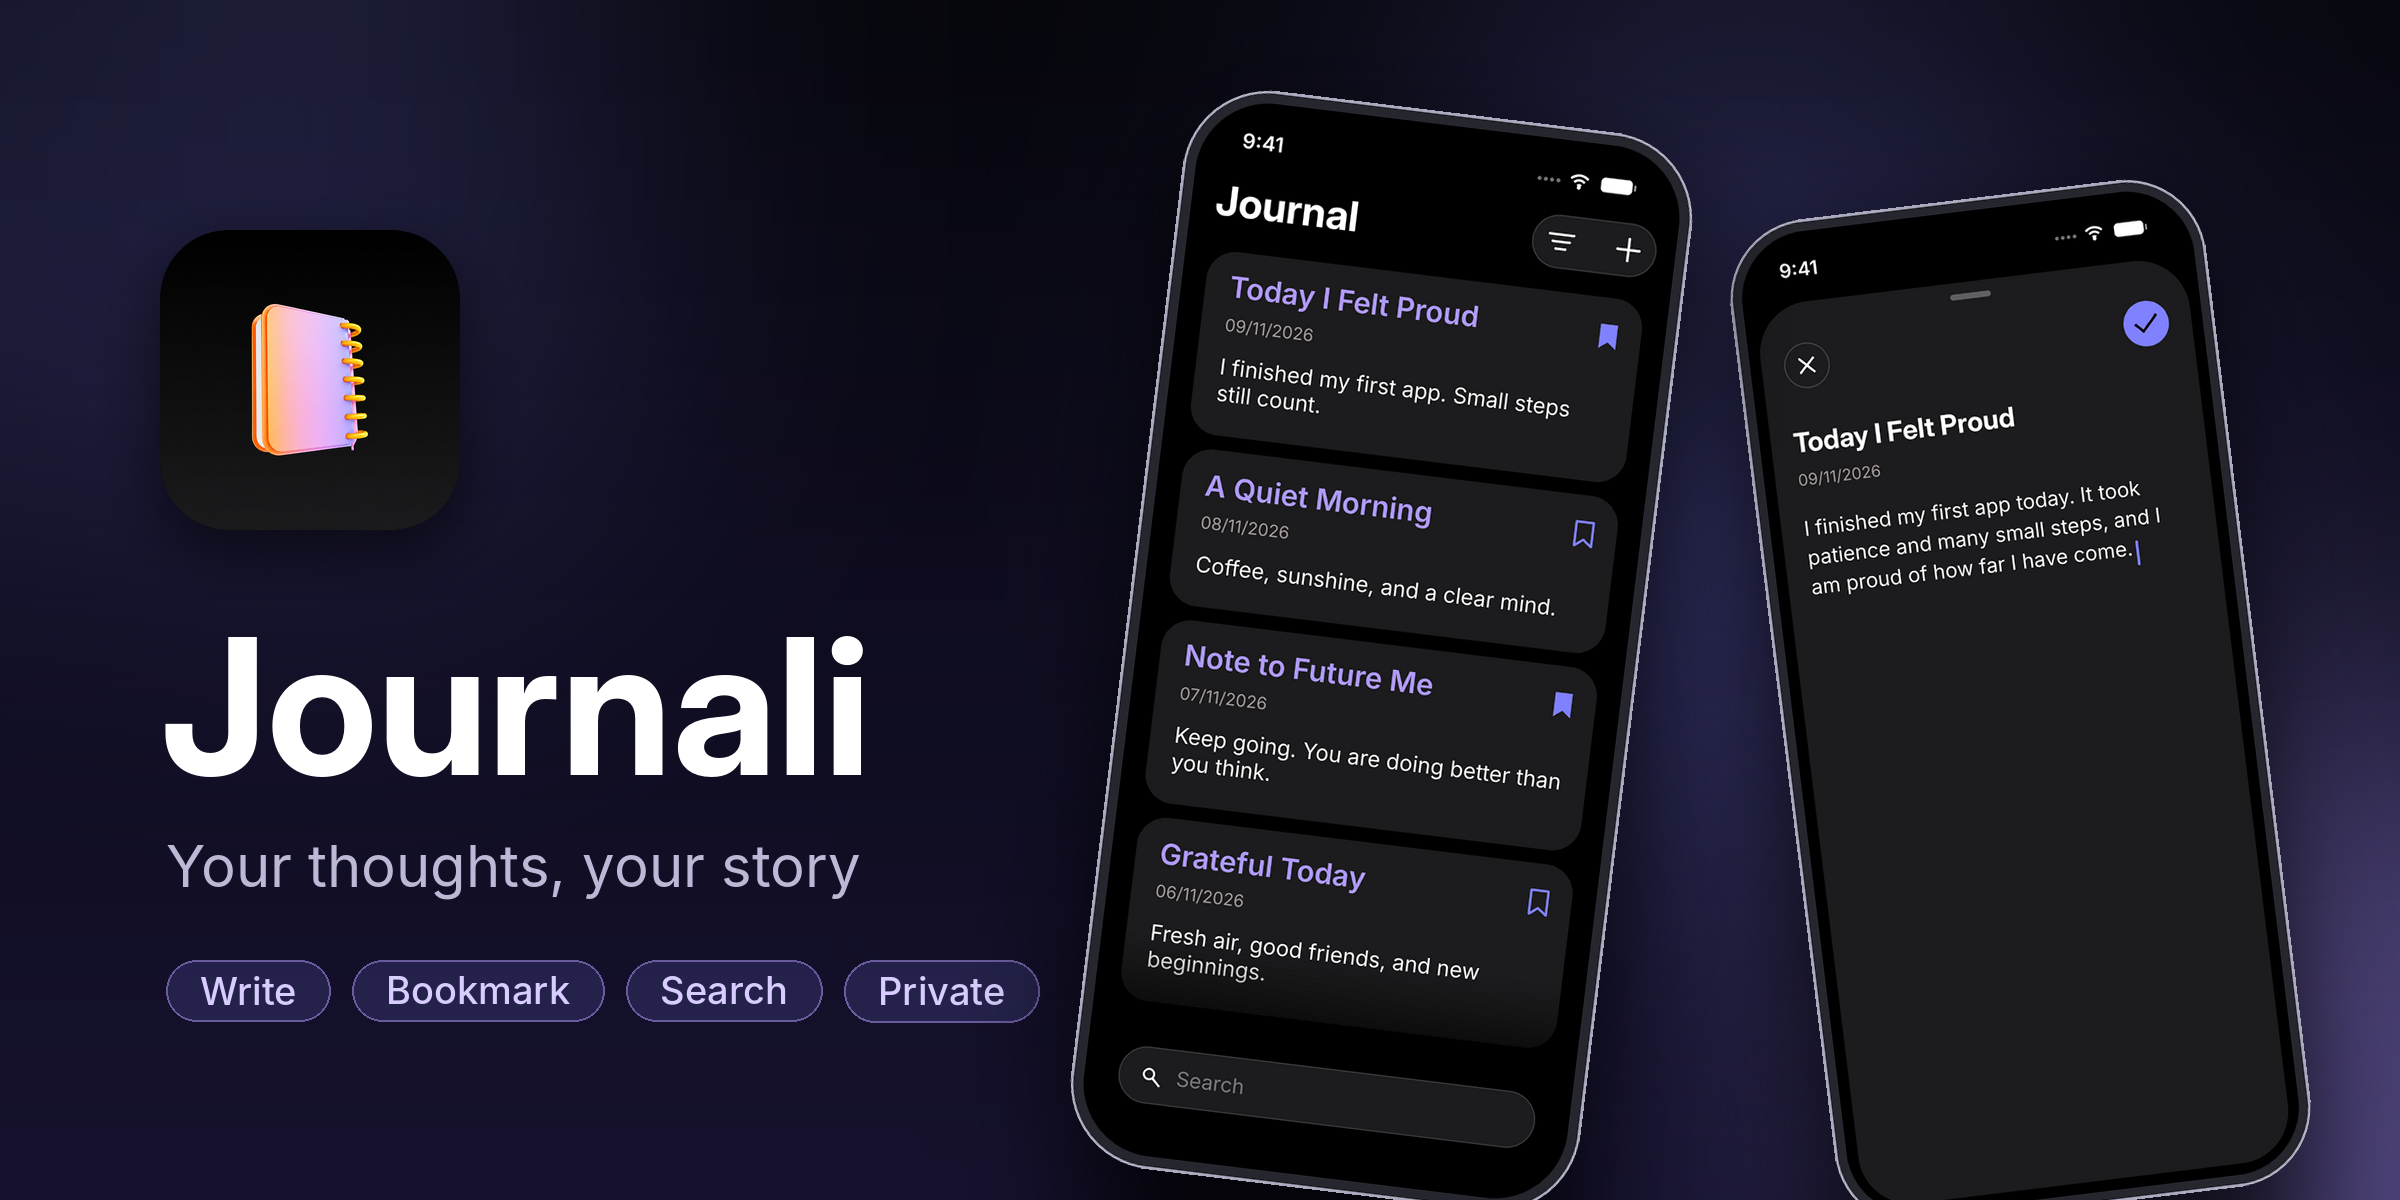 Journali
Your thoughts, your story
Write
Bookmark
Search
Private
9:41
Journal
Today I Felt Proud
09/11/2026
I finished my first app. Small steps
still count.
A Quiet Morning
08/11/2026
Coffee, sunshine, and a clear mind.
Note to Future Me
07/11/2026
Keep going. You are doing better than
you think.
Grateful Today
06/11/2026
Fresh air, good friends, and new
beginnings.
Search
9:41
Today I Felt Proud
09/11/2026
I finished my first app today. It took
patience and many small steps, and I
am proud of how far I have come.